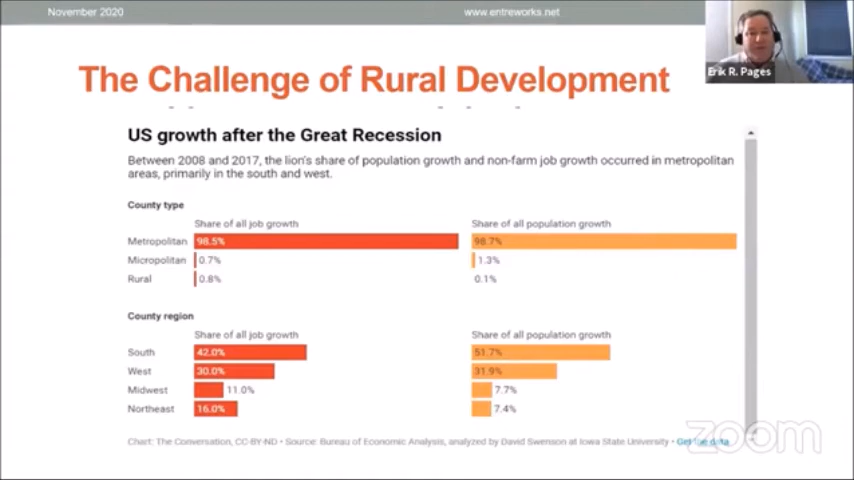 November 2020
www.entreworks.net
Erik R. Pages
The Challenge of Rural Development
US growth after the Great Recession
Between 2008 and 2017, the lion's share of population growth and non-farm job growth occurred in metropolitan
areas, primarily in the south and west.
County type
Share of all job growth Share of all population growth
Metropolitan 98.5% 98.7%
Micropolitan 0.7% 1.3%
Rural 0.8% 0.1%
County region
Share of all job growth Share of all population growth
South 42.0% 51.7%
West 30.0% 31.9%
Midwest 11.0% 7.7%
Northeast 16.0% 7.4%
Chart: The Conversation, CC-BY-ND • Source: Bureau of Economic Analysis, analyzed by David Swenson at Iowa State University • Get the data
zoom